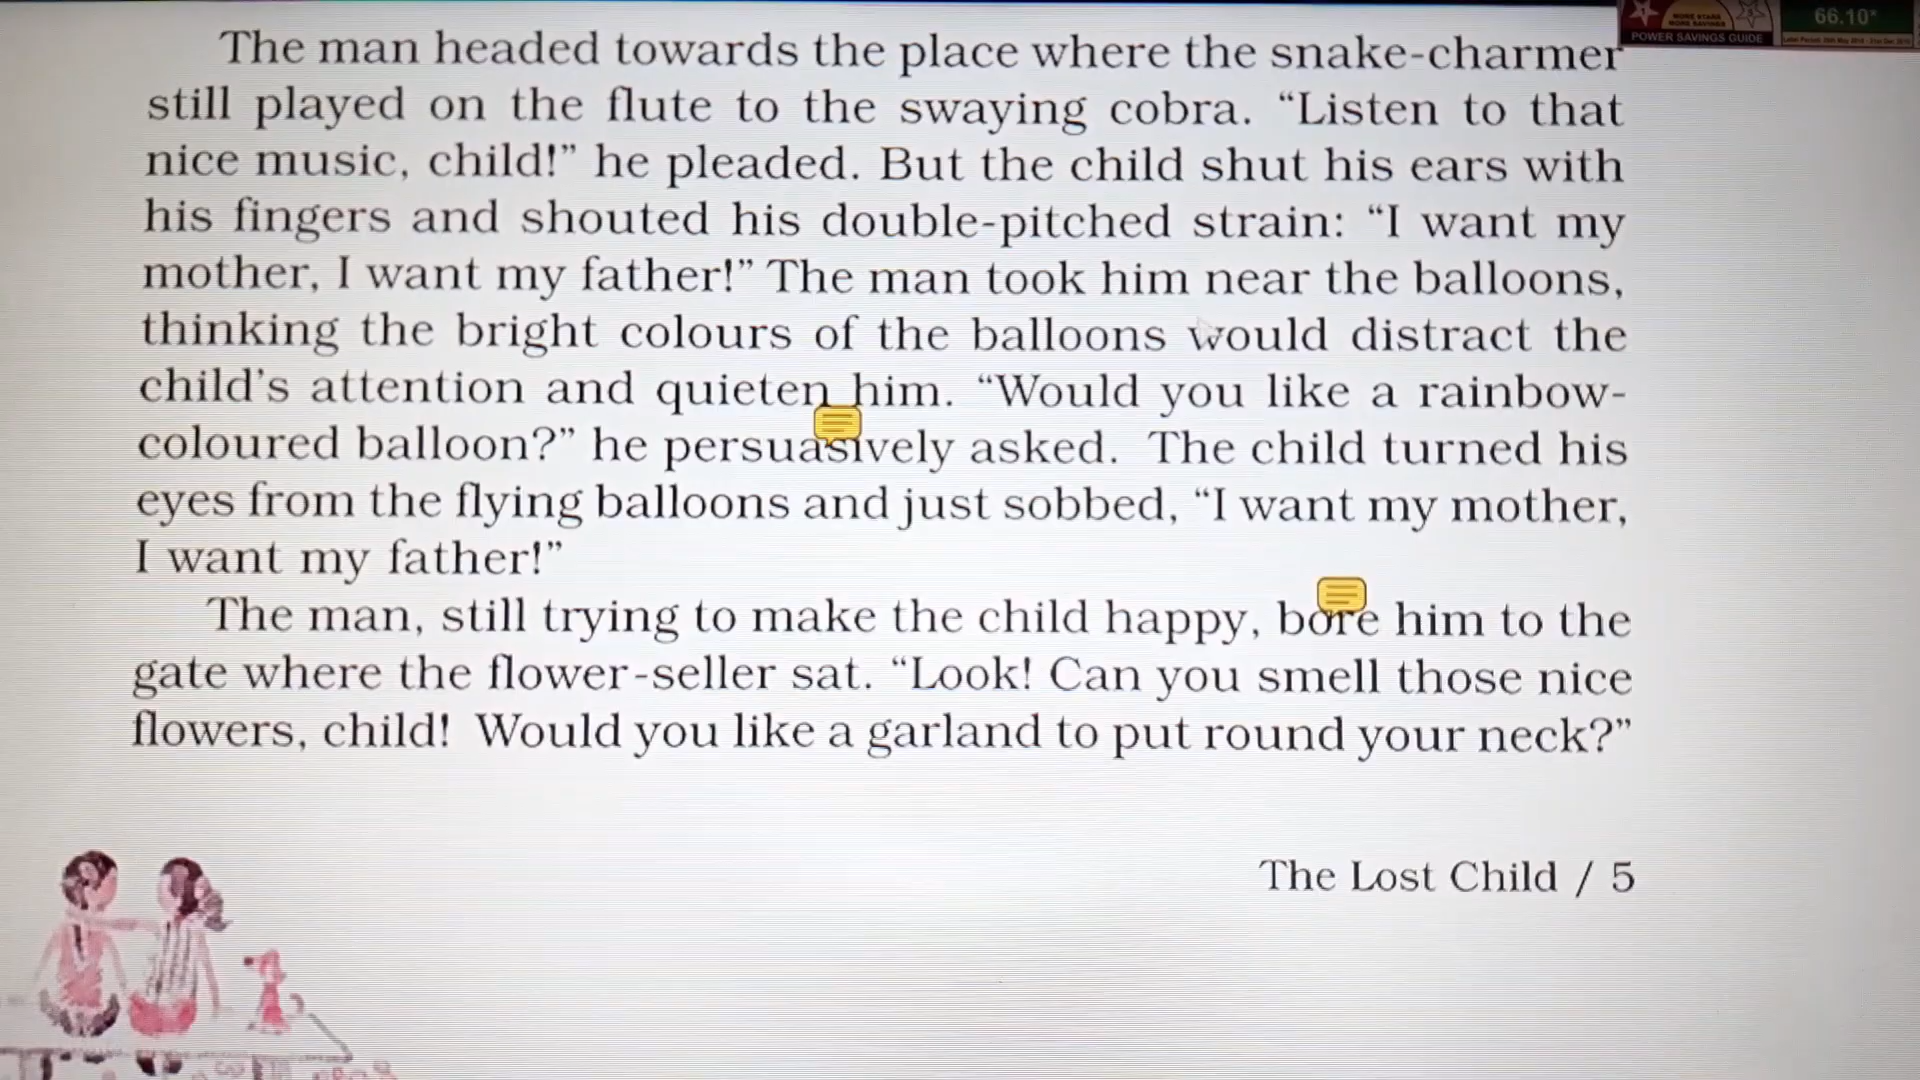 The man headed towards the place where the snake-charmer
still played on the flute to the swaying cobra. “Listen to that
nice music, child!” he pleaded. But the child shut his ears with
his fingers and shouted his double-pitched strain: “I want my
mother, I want my father!” The man took him near the balloons,
thinking the bright colours of the balloons would distract the
child’s attention and quieten him. “Would you like a rainbow-
coloured balloon?” he persuasively asked. The child turned his
eyes from the flying balloons and just sobbed, “I want my mother,
I want my father!”
The man, still trying to make the child happy, bore him to the
gate where the flower-seller sat. “Look! Can you smell those nice
flowers, child! Would you like a garland to put round your neck?”
The Lost Child / 5
MORE STARS
MORE SAVINGS
POWER SAVINGS GUIDE
66.10*